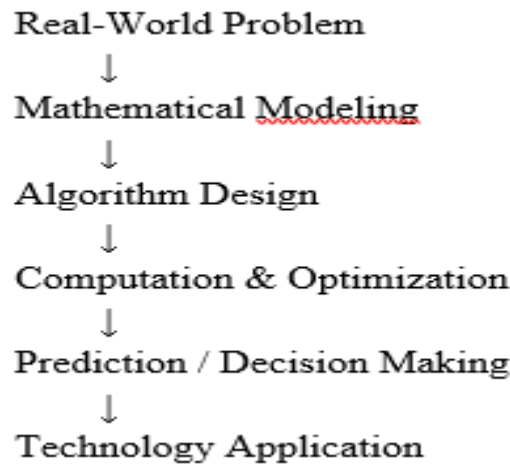 Real-World Problem
↓
Mathematical Modeling
↓
Algorithm Design
↓
Computation & Optimization
↓
Prediction / Decision Making
↓
Technology Application